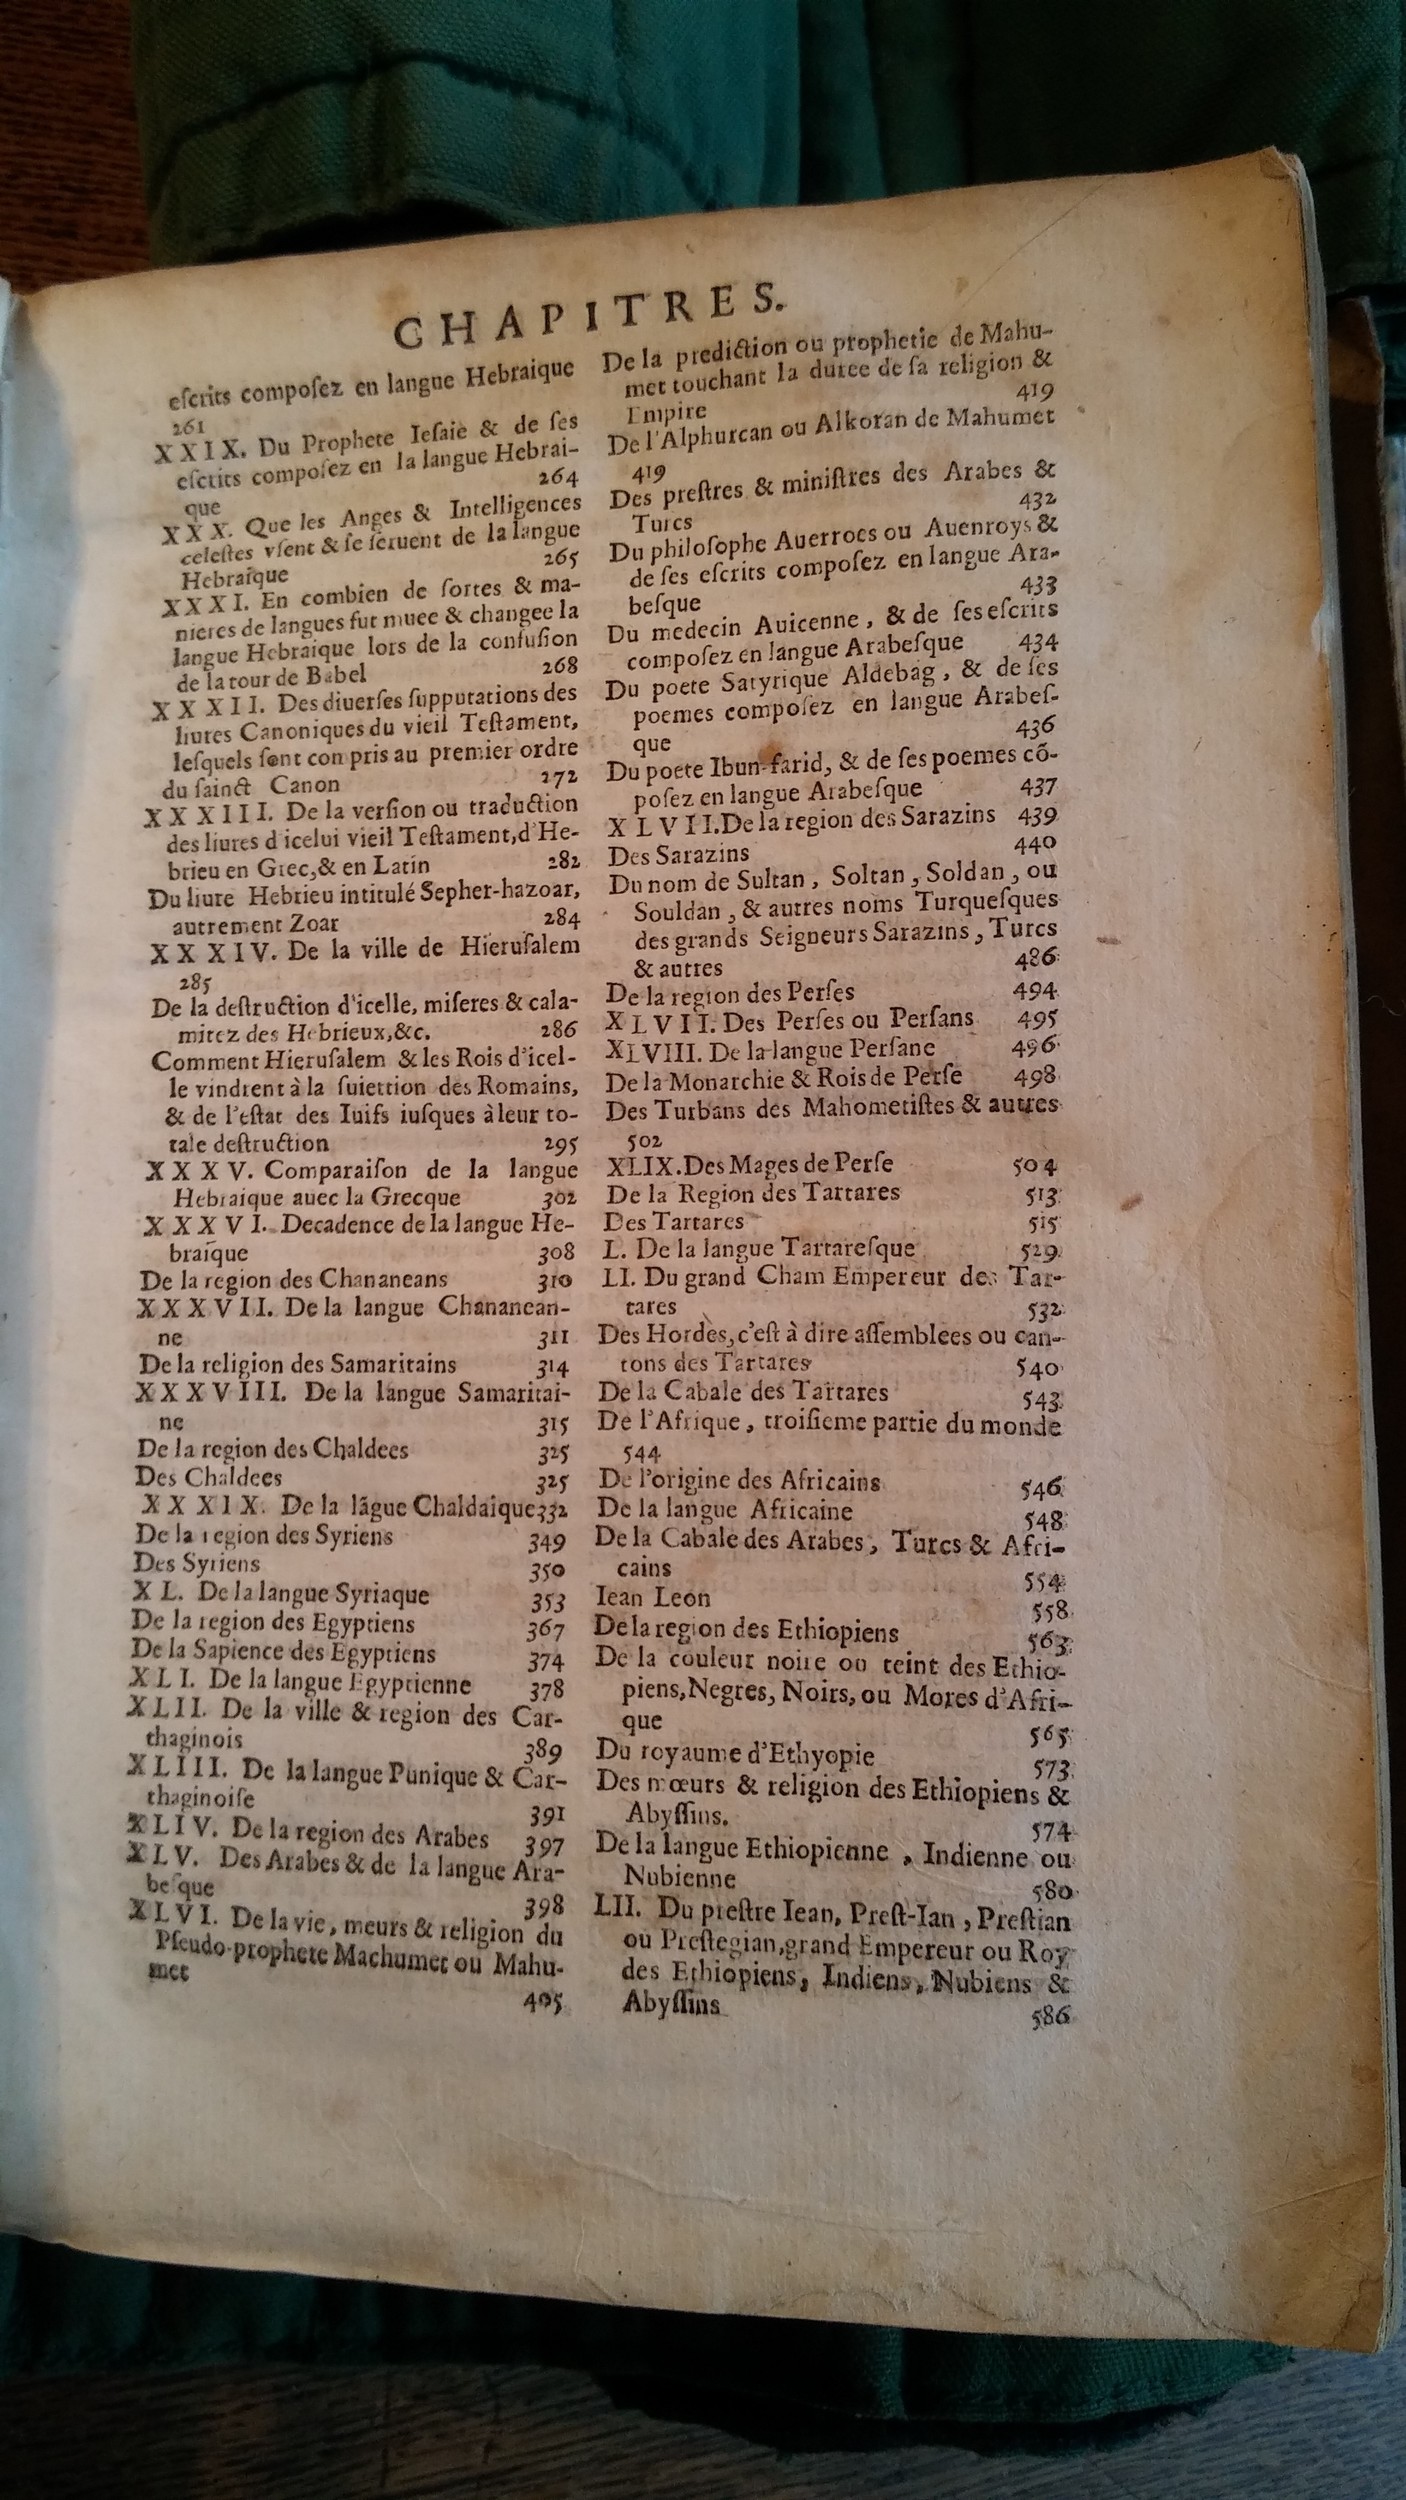 CHAPITRES.
eſcrits compoſez en langue Hebraique
261
XXIX. Du Prophete Ieſaie & de ſes
eſcrits compoſez en la langue Hebrai-
que 264
XXX. Que les Anges & Intelligences
celeſtes vſent & ſe ſeruent de la langue
Hebraique 265
XXXI. En combien de ſortes & ma-
nieres de langues fut muee & changee la
langue Hebraique lors de la confuſion
de la tour de Babel 268
XXXII. Des diuerſes ſupputations des
liures Canoniques du vieil Teſtament,
leſquels ſont conpris au premier ordre
du ſainct Canon 272
XXXIII. De la verſion ou traduction
des liures d'icelui vieil Teſtament, d'He-
brieu en Grec, & en Latin 282
Du liure Hebrieu intitulé Sepher-hazoar,
autrement Zoar 284
XXXIV. De la ville de Hieruſalem
285
De la deſtruction d'icelle, miſeres & cala-
mitez des Hebrieux, &c. 286
Comment Hieruſalem & les Rois d'icel-
le vindrent à la ſuiettion des Romains,
& de l'eſtat des Iuifs iuſques à leur to-
tale deſtruction 295
XXXV. Comparaiſon de la langue
Hebraique auec la Grecque 302
XXXVI. Decadence de la langue He-
braique 308
De la region des Chananeans 310
XXXVII. De la langue Chananean-
ne 311
De la religion des Samaritains 314
XXXVIII. De la langue Samaritai-
ne 315
De la region des Chaldees 325
Des Chaldees 325
XXXIX. De la lãgue Chaldaique 332
De la region des Syriens 349
Des Syriens 350
XL. De la langue Syriaque 353
De la region des Egyptiens 367
De la Sapience des Egyptiens 374
XLI. De la langue Egyptienne 378
XLII. De la ville & region des Car-
thaginois 389
XLIII. De la langue Punique & Car-
thaginoiſe 391
XLIV. De la region des Arabes 397
XLV. Des Arabes & de la langue Ara-
beſque 398
XLVI. De la vie, meurs & religion du
Pſeudo-prophete Machumet ou Mahu-
met 405
De la prediction ou prophetie de Mahu-
met touchant la duree de ſa religion &
Empire 419
De l'Alphurcan ou Alkoran de Mahumet
419
Des preſtres & miniſtres des Arabes &
Turcs 432
Du philoſophe Auerroes ou Auenroys &
de ſes eſcrits compoſez en langue Ara-
beſque 433
Du medecin Auicenne, & de ſes eſcrits
compoſez en langue Arabeſque 434
Du poete Satyrique Aldebag, & de ſes
poemes compoſez en langue Arabeſ-
que 436
Du poete Ibun-farid, & de ſes poemes cõ-
poſez en langue Arabeſque 437
XLVII. De la region des Sarazins 439
Des Sarazins 440
Du nom de Sultan, Soltan, Soldan, ou
Souldan, & autres noms Turqueſques
des grands Seigneurs Sarazins, Turcs
& autres 486
De la region des Perſes 494
XLVII. Des Perſes ou Perſans 495
XLVIII. De la langue Perſane 496
De la Monarchie & Rois de Perſe 498
Des Turbans des Mahometiſtes & autres
502
XLIX. Des Mages de Perſe 504
De la Region des Tartares 513
Des Tartares 515
L. De la langue Tartareſque 529
LI. Du grand Cham Empereur des Tar-
tares 532
Des Hordes, c'eſt à dire aſſemblees ou can-
tons des Tartares 540
De la Cabale des Tartares 543
De l'Afrique, troiſieme partie du monde
544
De l'origine des Africains 546
De la langue Africaine 548
De la Cabale des Arabes, Turcs & Afri-
cains 554
Iean Leon 558
De la region des Ethiopiens 563
De la couleur noire ou teint des Ethio-
piens, Negres, Noirs, ou Mores d'Afri-
que 565
Du royaume d'Ethyopie 573
Des mœurs & religion des Ethiopiens &
Abyſſins. 574
De la langue Ethiopienne, Indienne ou
Nubienne 580
LII. Du preſtre Iean, Preſt-Ian, Preſtian
ou Preſtegian, grand Empereur ou Roy
des Ethiopiens, Indiens, Nubiens &
Abyſſins 586